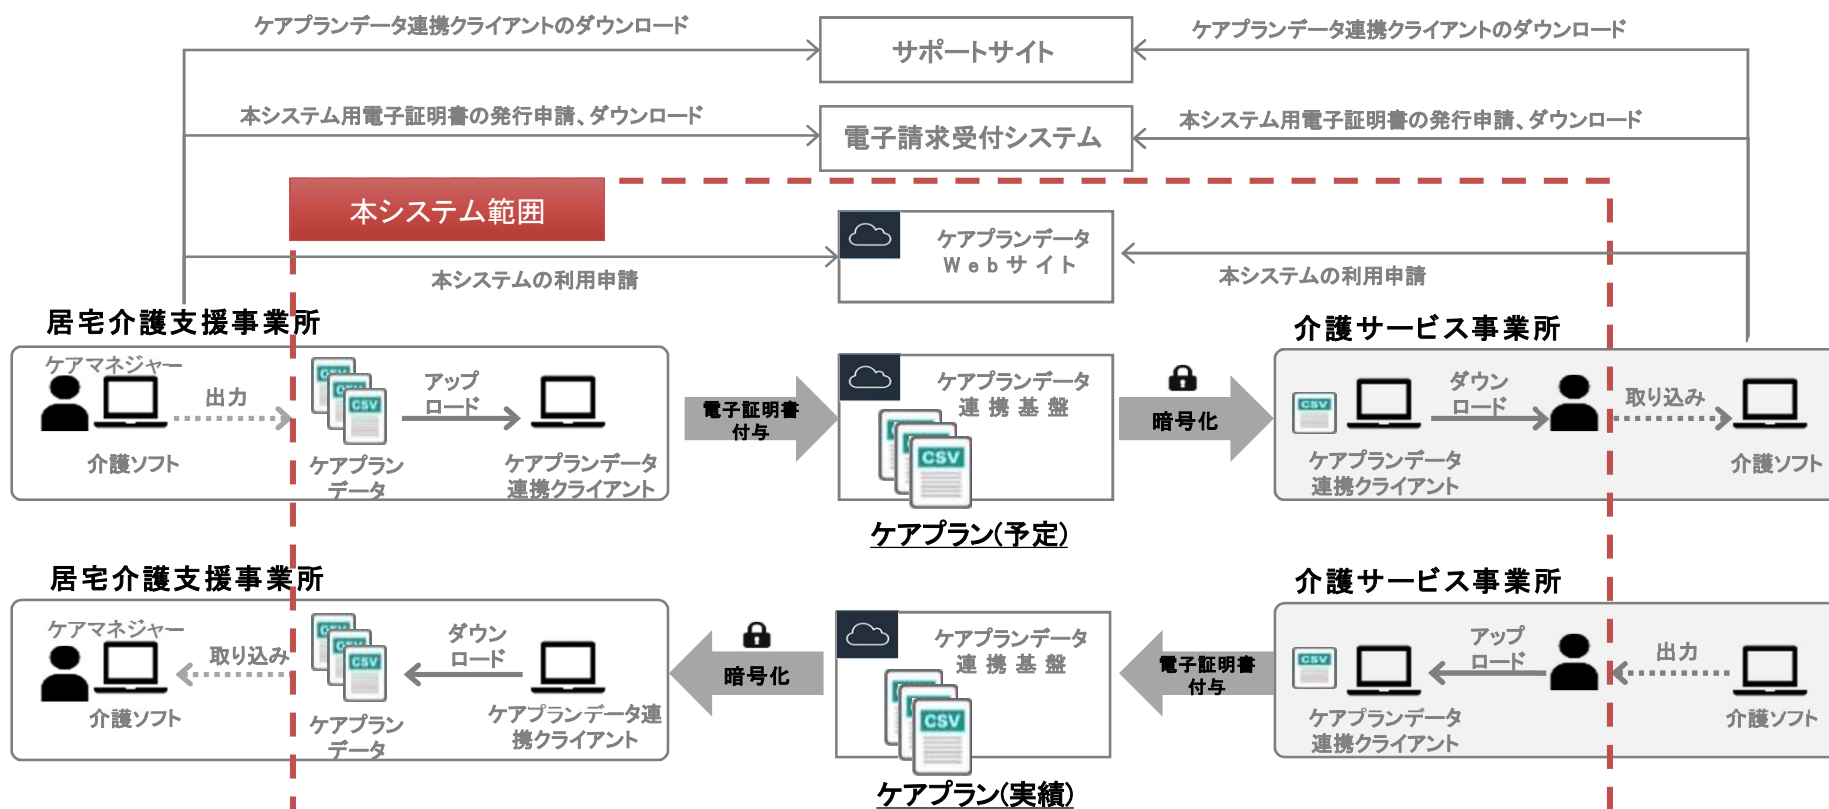 ケアプランデータ連携クライアントのダウンロード
サポートサイト
ケアプランデータ連携クライアントのダウンロード
本システム用電子証明書の発行申請、ダウンロード
電子請求受付システム
本システム用電子証明書の発行申請、ダウンロード
本システム範囲
ケアプランデータ
Webサイト
本システムの利用申請
本システムの利用申請
居宅介護支援事業所
介護サービス事業所
ケアマネジャー
出力
介護ソフト
CSV
CSV
CSV
ケアプラン
データ
アップ
ロード
ケアプランデータ
連携クライアント
電子証明書
付与
ケアプランデータ
連携基盤
CSV
ケアプラン(予定)
暗号化
CSV
ケアプランデータ
連携クライアント
ダウン
ロード
取り込み
介護ソフト
居宅介護支援事業所
介護サービス事業所
ケアマネジャー
取り込み
介護ソフト
CSV
CSV
CSV
ケアプラン
データ
ダウン
ロード
ケアプランデータ連
携クライアント
暗号化
ケアプランデータ
連携基盤
CSV
ケアプラン(実績)
電子証明書
付与
CSV
ケアプランデータ
連携クライアント
アップ
ロード
出力
介護ソフト